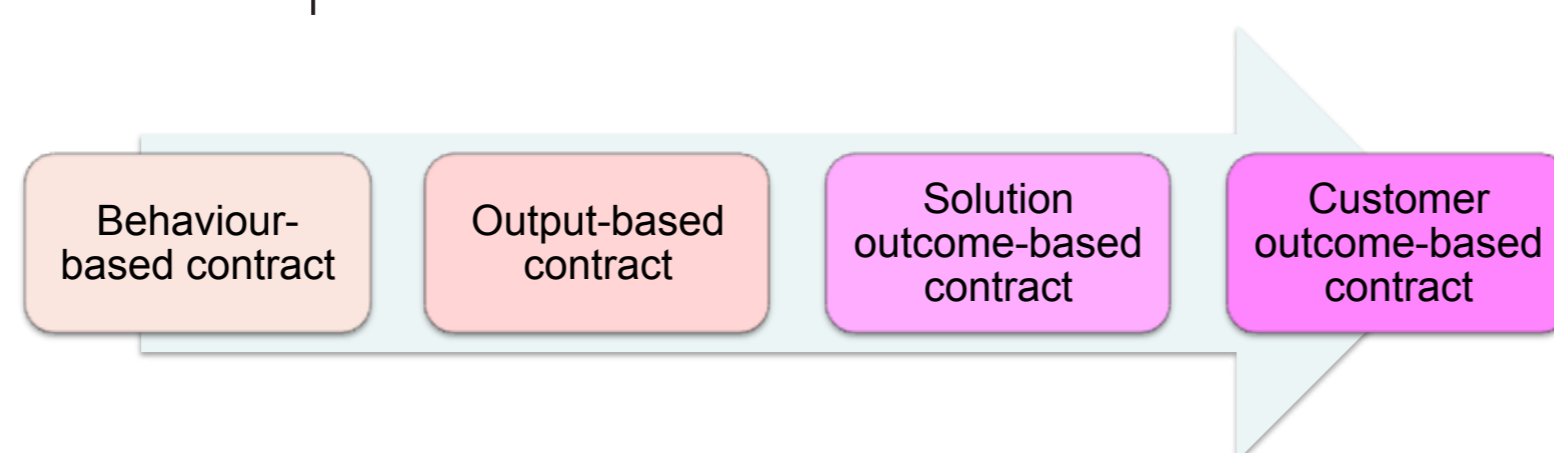 Behaviour-
based contract
Output-based
contract
Solution
outcome-based
contract
Customer
outcome-based
contract